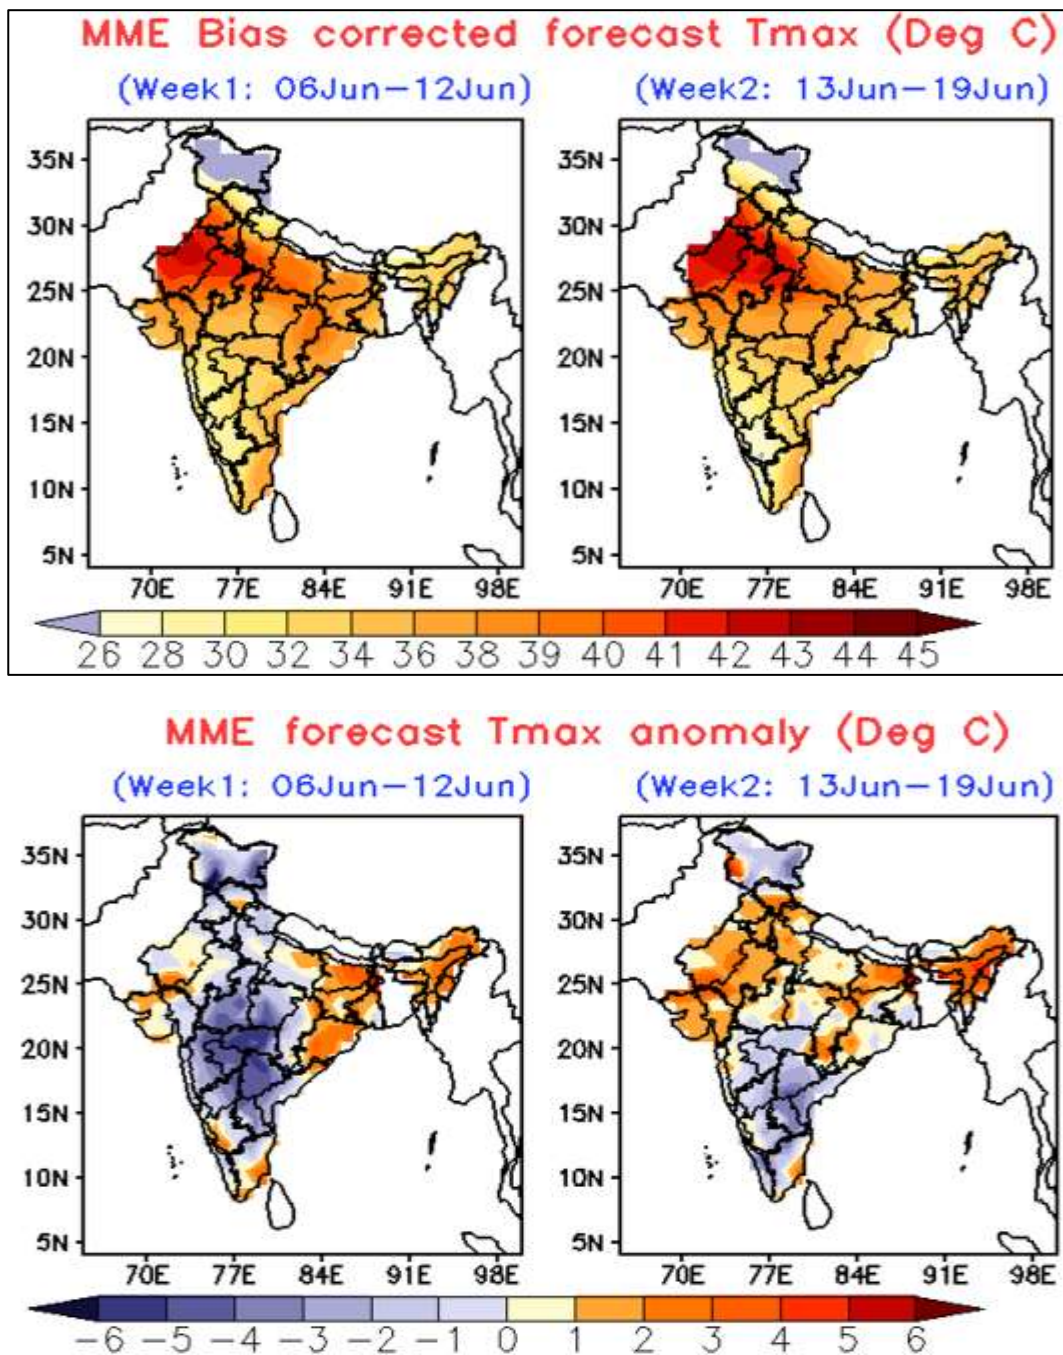 MME Bias corrected forecast Tmax (Deg C)
(Week1: 06Jun−12Jun) (Week2: 13Jun−19Jun)
35N 35N
30N 30N
25N 25N
20N 20N
15N 15N
10N 10N
5N 5N
70E 77E 84E 91E 98E 70E 77E 84E 91E 98E
26 28 30 32 34 36 38 39 40 41 42 43 44 45
MME forecast Tmax anomaly (Deg C)
(Week1: 06Jun−12Jun) (Week2: 13Jun−19Jun)
35N 35N
30N 30N
25N 25N
20N 20N
15N 15N
10N 10N
5N 5N
70E 77E 84E 91E 98E 70E 77E 84E 91E 98E
−6 −5 −4 −3 −2 −1 0 1 2 3 4 5 6